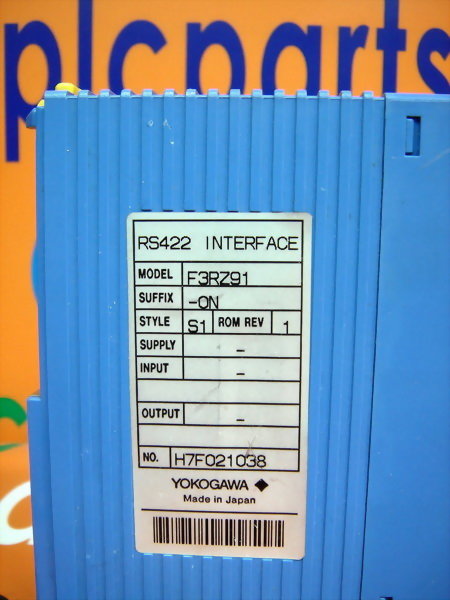 plcparts
RS422 INTERFACE
MODEL F3RZ91
SUFFIX -ON
STYLE S1 ROM REV 1
SUPPLY -
INPUT -
OUTPUT -
NO. H7F021038
YOKOGAWA
Made in Japan